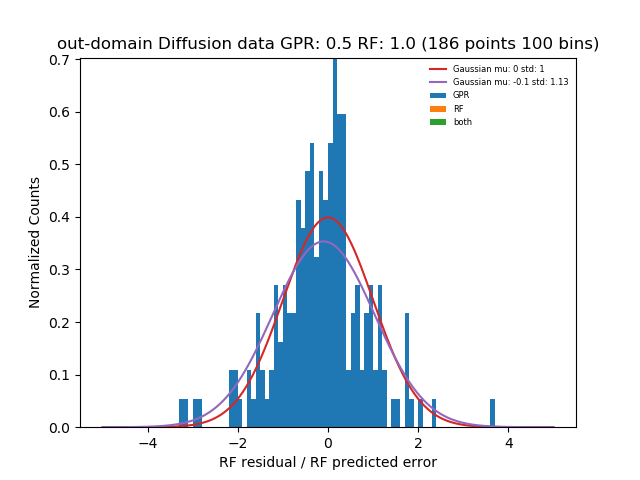 out-domain Diffusion data GPR: 0.5 RF: 1.0 (186 points 100 bins)
Gaussian mu: 0 std: 1
Gaussian mu: -0.1 std: 1.13
GPR
RF
both
Normalized Counts
0.7
0.6
0.5
0.4
0.3
0.2
0.1
0.0
−4
−2
0
2
4
RF residual / RF predicted error